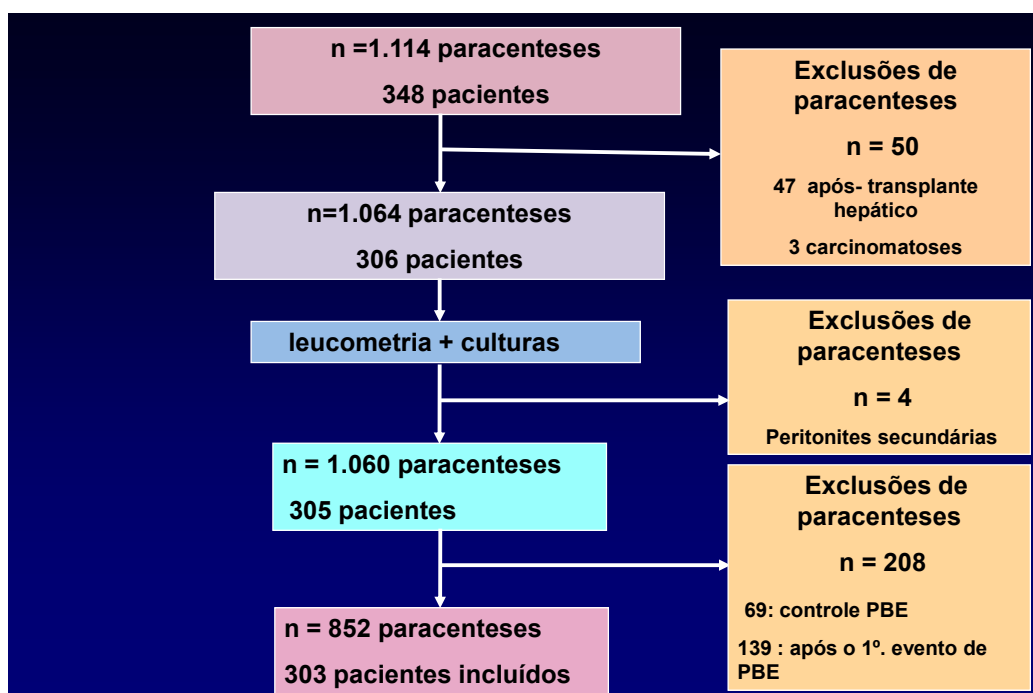 n =1.114 paracenteses
348 pacientes
Exclusões de
paracenteses
n = 50
47 após- transplante
hepático
3 carcinomatoses
n=1.064 paracenteses
306 pacientes
leucometria + culturas
Exclusões de
paracenteses
n = 4
Peritonites secundárias
n = 1.060 paracenteses
305 pacientes
Exclusões de
paracenteses
n = 208
69: controle PBE
139 : após o 1º. evento de
PBE
n = 852 paracenteses
303 pacientes incluídos